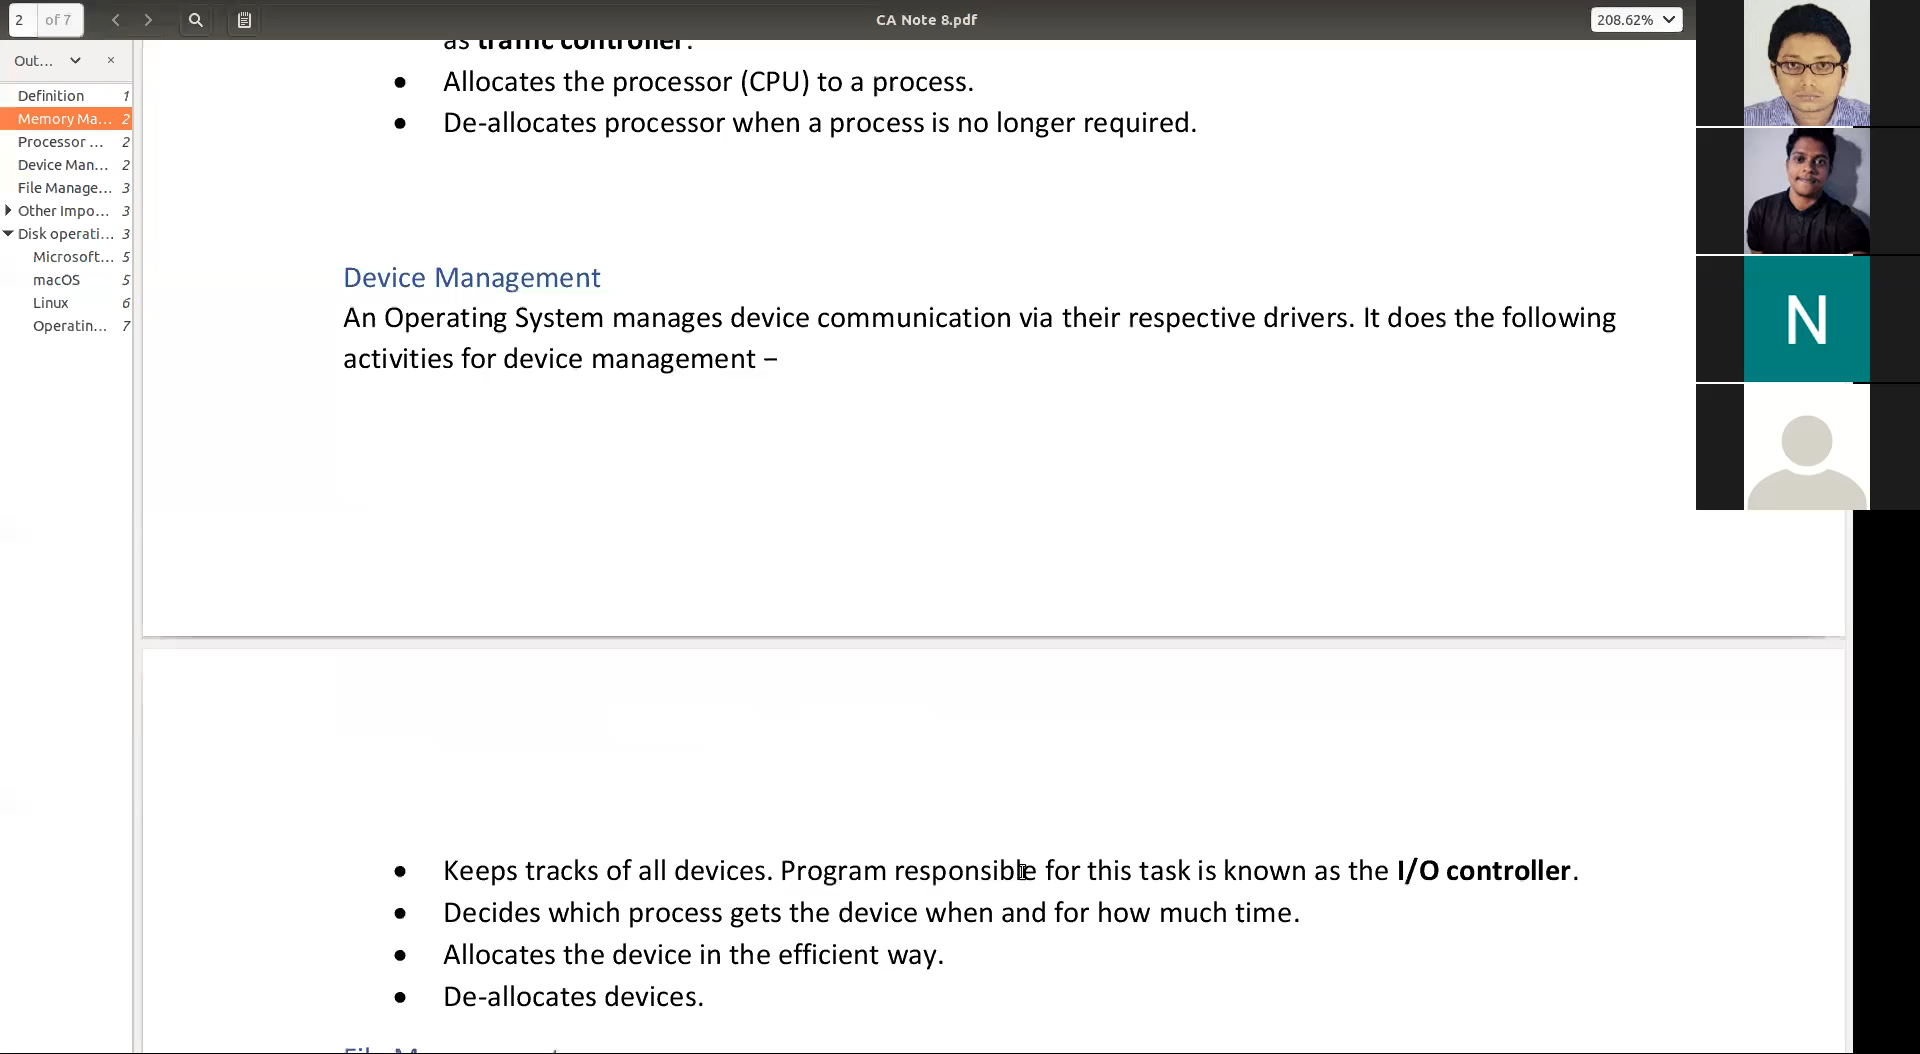 2 of 7
CA Note 8.pdf
208.62%
Out...
Definition 1
Memory Ma... 2
Processor ... 2
Device Man... 2
File Manage... 3
Other Impo... 3
Disk operati... 3
Microsoft... 5
macOS 5
Linux 6
Operatin... 7
as traffic controller.
• Allocates the processor (CPU) to a process.
• De-allocates processor when a process is no longer required.
Device Management
An Operating System manages device communication via their respective drivers. It does the following
activities for device management –
• Keeps tracks of all devices. Program responsible for this task is known as the I/O controller.
• Decides which process gets the device when and for how much time.
• Allocates the device in the efficient way.
• De-allocates devices.
N